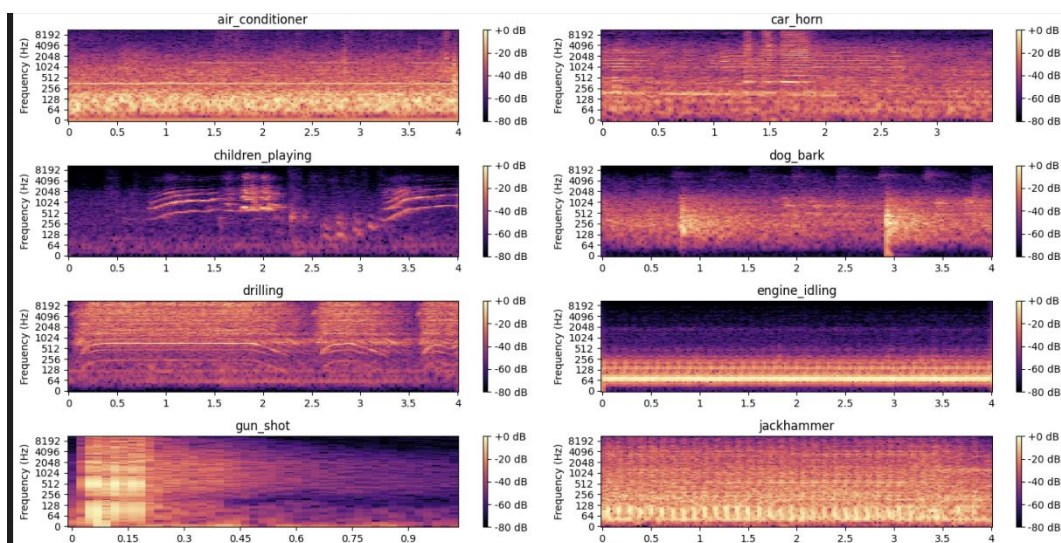 air_conditioner
Frequency (Hz)
8192
4096
2048
1024
512
256
128
64
0
0 0.5 1 1.5 2 2.5 3 3.5 4
+0 dB
-20 dB
-40 dB
-60 dB
-80 dB
car_horn
Frequency (Hz)
8192
4096
2048
1024
512
256
128
64
0
0 0.5 1 1.5 2 2.5 3
+0 dB
-20 dB
-40 dB
-60 dB
-80 dB
children_playing
Frequency (Hz)
8192
4096
2048
1024
512
256
128
64
0
0 0.5 1 1.5 2 2.5 3 3.5 4
+0 dB
-20 dB
-40 dB
-60 dB
-80 dB
dog_bark
Frequency (Hz)
8192
4096
2048
1024
512
256
128
64
0
0 0.5 1 1.5 2 2.5 3 3.5 4
+0 dB
-20 dB
-40 dB
-60 dB
-80 dB
drilling
Frequency (Hz)
8192
4096
2048
1024
512
256
128
64
0
0 0.5 1 1.5 2 2.5 3 3.5 4
+0 dB
-20 dB
-40 dB
-60 dB
-80 dB
engine_idling
Frequency (Hz)
8192
4096
2048
1024
512
256
128
64
0
0 0.5 1 1.5 2 2.5 3 3.5 4
+0 dB
-20 dB
-40 dB
-60 dB
-80 dB
gun_shot
Frequency (Hz)
8192
4096
2048
1024
512
256
128
64
0
0 0.15 0.3 0.45 0.6 0.75 0.9
+0 dB
-20 dB
-40 dB
-60 dB
-80 dB
jackhammer
Frequency (Hz)
8192
4096
2048
1024
512
256
128
64
0
0 0.5 1 1.5 2 2.5 3 3.5 4
+0 dB
-20 dB
-40 dB
-60 dB
-80 dB